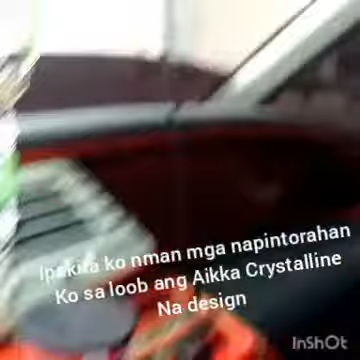 Ipakita ko nman mga napintorahan
Ko sa loob ang Aikka Crystalline
Na design
InShOt